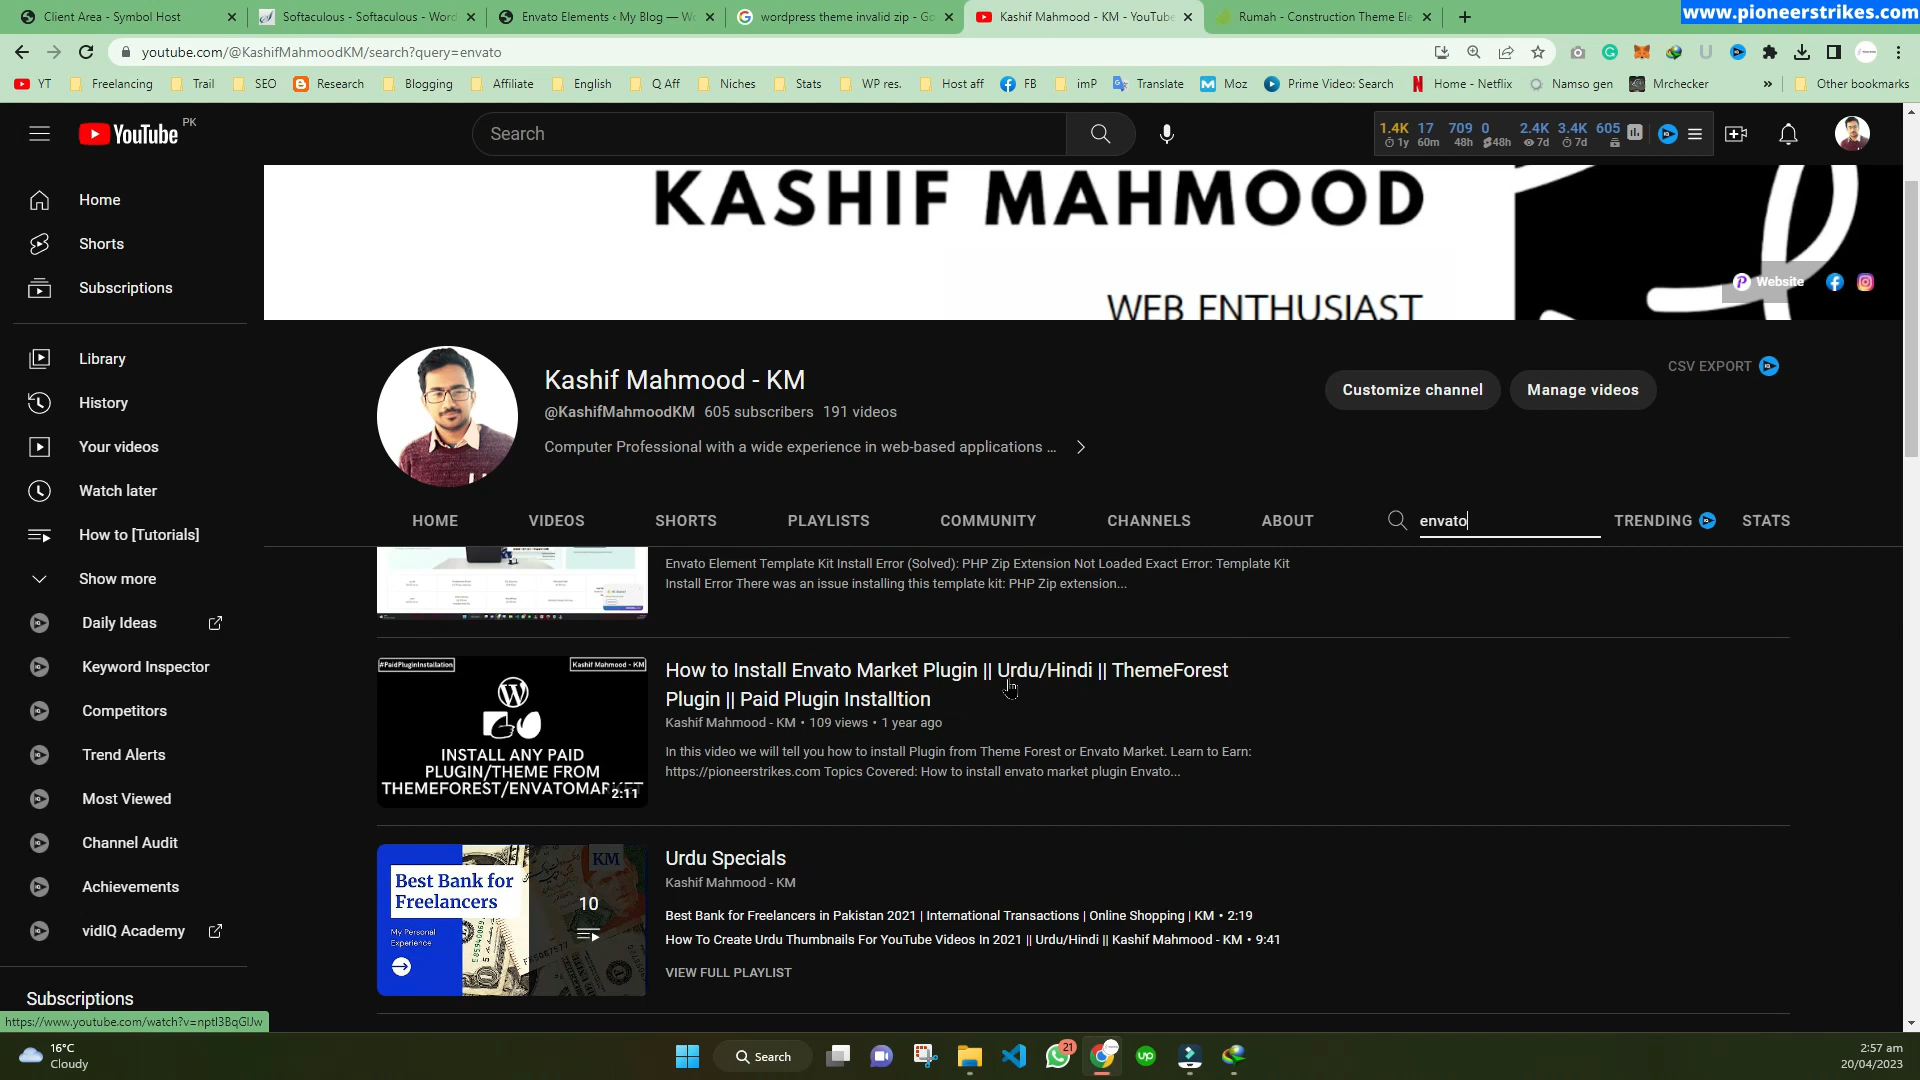 Client Area - Symbol Host
Softaculous - Softaculous - Word
Envato Elements ‹ My Blog — W
wordpress theme invalid zip - Go
Kashif Mahmood - KM - YouTube
Rumah - Construction Theme Ele
www.pioneerstrikes.com
youtube.com/@KashifMahmoodKM/search?query=envato
YT
Freelancing
Trail
SEO
Research
Blogging
Affiliate
English
Q Aff
Niches
Stats
WP res.
Host aff
FB
imP
Translate
Moz
Prime Video: Search
Home - Netflix
Namso gen
Mrchecker
»
Other bookmarks
YouTube PK
Search
1.4K 17 709 0 2.4K 3.4K 605
1y 60m 48h 48h 7d 7d
Home
Shorts
Subscriptions
Library
History
Your videos
Watch later
How to [Tutorials]
Show more
Daily Ideas
Keyword Inspector
Competitors
Trend Alerts
Most Viewed
Channel Audit
Achievements
vidIQ Academy
Subscriptions
KASHIF MAHMOOD
WEB ENTHUSIAST
Website
Kashif Mahmood - KM
@KashifMahmoodKM 605 subscribers 191 videos
Computer Professional with a wide experience in web-based applications ...
Customize channel
Manage videos
CSV EXPORT
HOME
VIDEOS
SHORTS
PLAYLISTS
COMMUNITY
CHANNELS
ABOUT
envato
TRENDING
STATS
Envato Element Template Kit Install Error (Solved): PHP Zip Extension Not Loaded Exact Error: Template Kit
Install Error There was an issue installing this template kit: PHP Zip extension...
#PaidPluginInstallation
Kashif Mahmood - KM
INSTALL ANY PAID
PLUGIN/THEME FROM
THEMEFOREST/ENVATOMARKET
2:11
How to Install Envato Market Plugin || Urdu/Hindi || ThemeForest
Plugin || Paid Plugin Installtion
Kashif Mahmood - KM • 109 views • 1 year ago
In this video we will tell you how to install Plugin from Theme Forest or Envato Market. Learn to Earn:
https://pioneerstrikes.com Topics Covered: How to install envato market plugin Envato...
KM
Best Bank for
Freelancers
My Personal
Experience
10
Urdu Specials
Kashif Mahmood - KM
Best Bank for Freelancers in Pakistan 2021 | International Transactions | Online Shopping | KM • 2:19
How To Create Urdu Thumbnails For YouTube Videos In 2021 || Urdu/Hindi || Kashif Mahmood - KM • 9:41
VIEW FULL PLAYLIST
https://www.youtube.com/watch?v=nptI3BqGIJw
16°C
Cloudy
Search
21
up
2:57 am
20/04/2023